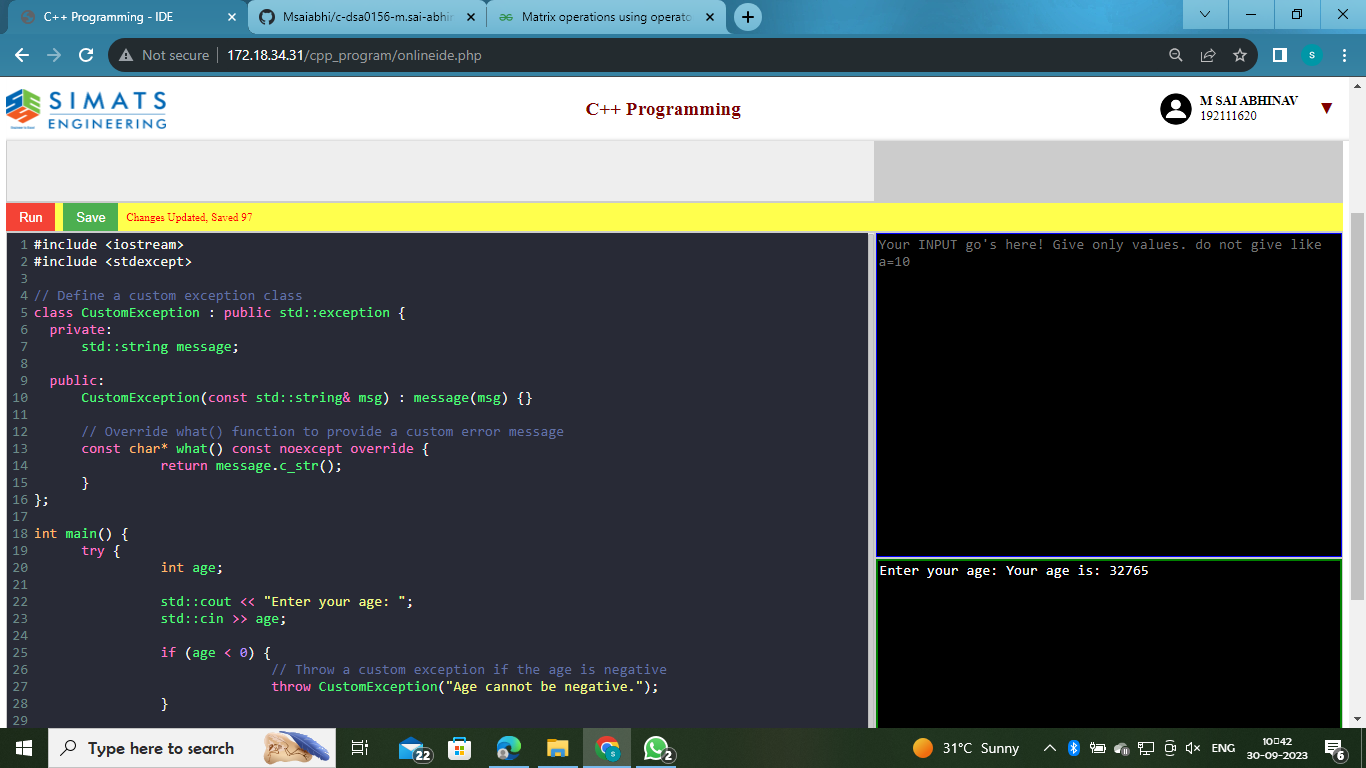 C++ Programming - IDE
Msaiabhi/c-dsa0156-m.sai-abhin
Matrix operations using operato
Not secure
172.18.34.31/cpp_program/onlineide.php
S
SIMATS
ENGINEERING
C++ Programming
M SAI ABHINAV
192111620
Run
Save
Changes Updated, Saved 97
1 #include <iostream>
2 #include <stdexcept>
3
4 // Define a custom exception class
5 class CustomException : public std::exception {
6 private:
7 std::string message;
8
9 public:
10 CustomException(const std::string& msg) : message(msg) {}
11
12 // Override what() function to provide a custom error message
13 const char* what() const noexcept override {
14 return message.c_str();
15 }
16 };
17
18 int main() {
19 try {
20 int age;
21
22 std::cout << "Enter your age: ";
23 std::cin >> age;
24
25 if (age < 0) {
26 // Throw a custom exception if the age is negative
27 throw CustomException("Age cannot be negative.");
28 }
29
Your INPUT go's here! Give only values. do not give like
a=10
Enter your age: Your age is: 32765
Type here to search
22
S
2
31°C Sunny
ENG
10:42
30-09-2023
6